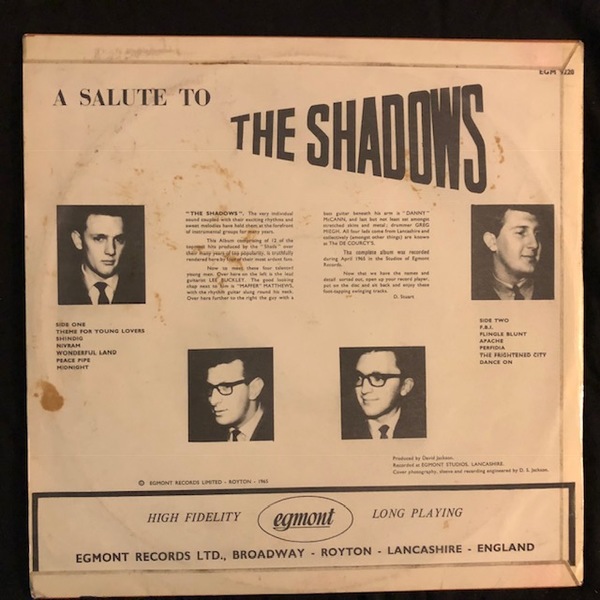 EGM 9228
A SALUTE TO
THE SHADOWS
"THE SHADOWS". The very individual
sound coupled with their exciting rhythms and
sweet melodies have held them at the forefront
of instrumental groups for many years.
This Album comprising of 12 of the
topmost hits produced by the "Shads" over
their many years of top popularity, is truthfully
rendered here by four of their most ardent fans.
Now to meet these four talented
young men. Over here on the left is the lead
guitarist LES BUCKLEY. The good looking
chap next to him is "MAFFER" MATTHEWS,
with the rhythm guitar slung round his neck.
Over here further to the right the guy with a
bass guitar beneath his arm is "DANNY"
McCANN, and last but not least sat amongst
stretched skins and metal; drummer GREG
MEEGH. All four lads come from Lancashire and
collectively (amongst other things) are known
as The DE COURCY'S.
The complete album was recorded
during April 1965 in the Studios of Egmont
Records.
Now that we have the names and
detail sorted out, open up your record player,
put on the disc and sit back and enjoy these
foot-tapping swinging tracks.
D. Stuart
SIDE ONE
THEME FOR YOUNG LOVERS
SHINDIG
NIVRAM
WONDERFUL LAND
PEACE PIPE
MIDNIGHT
SIDE TWO
F.B.I.
FLINGLE BLUNT
APACHE
PERFIDIA
THE FRIGHTENED CITY
DANCE ON
Produced by David Jackson.
Recorded at EGMONT STUDIOS, LANCASHIRE.
Cover photography, sleeve and recording engineered by D. S. Jackson.
© EGMONT RECORDS LIMITED - ROYTON - 1965
HIGH FIDELITY egmont LONG PLAYING
EGMONT RECORDS LTD., BROADWAY - ROYTON - LANCASHIRE - ENGLAND